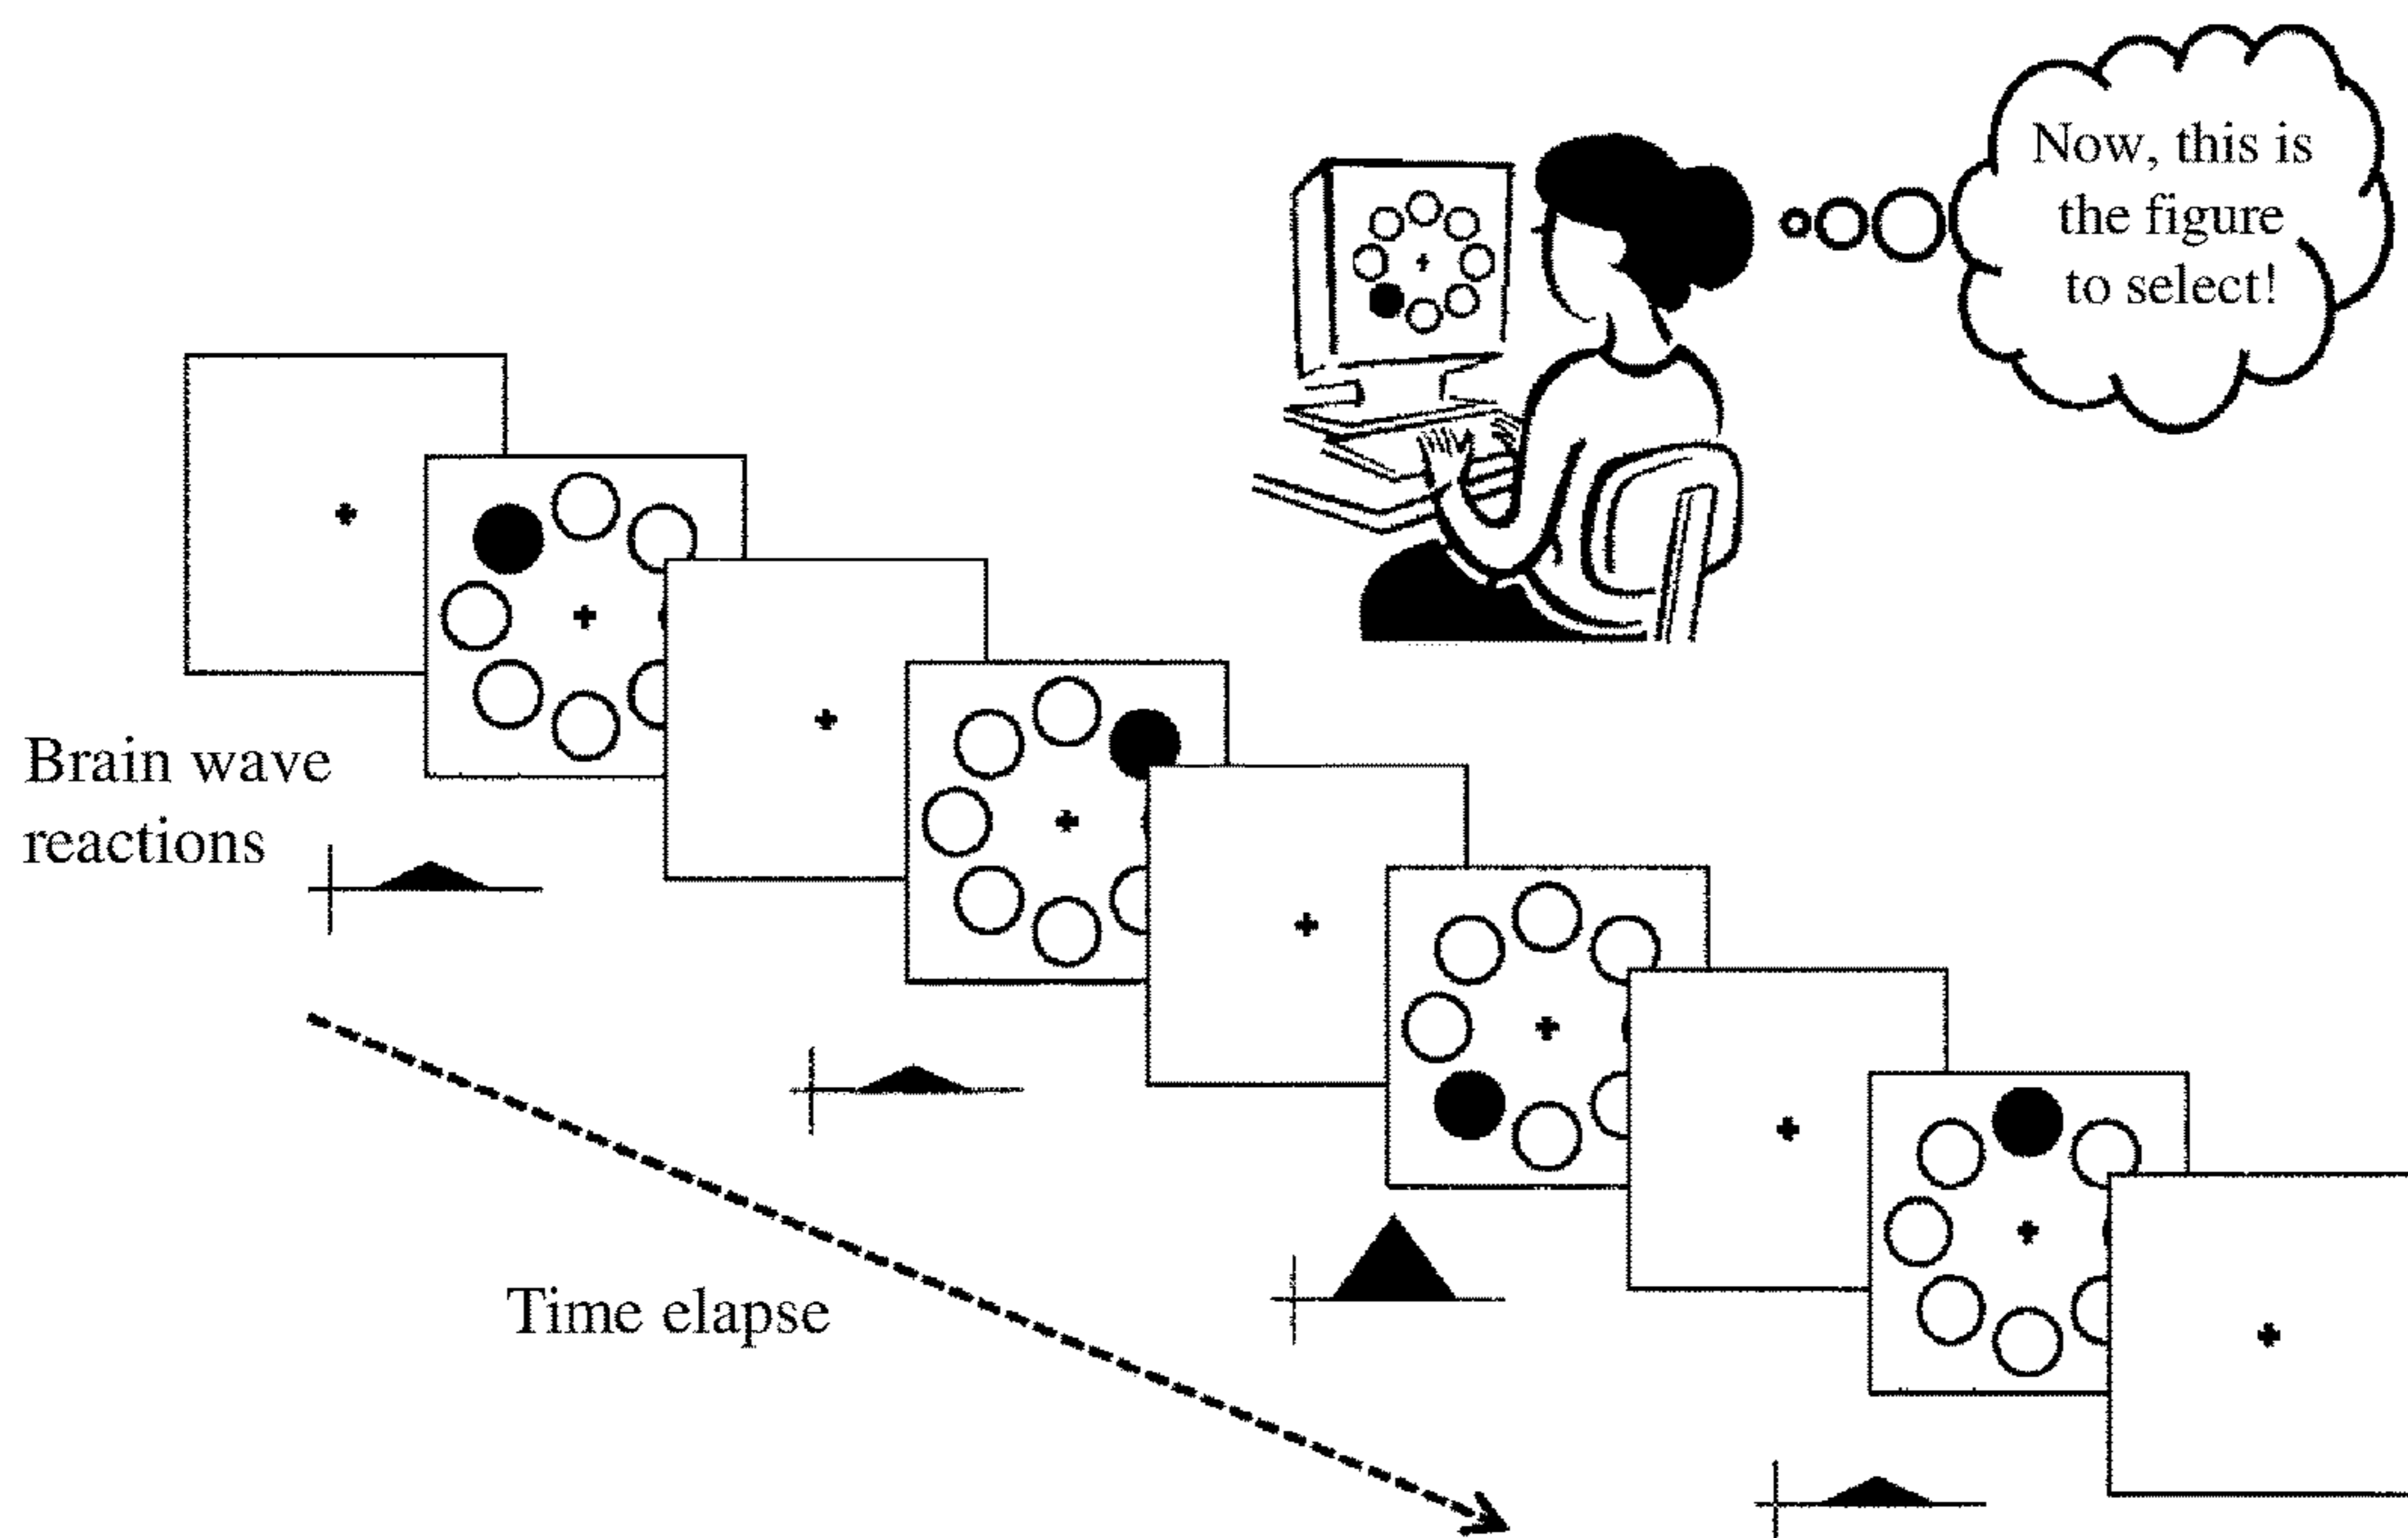 Now, this is
the figure
to select!
Brain wave
reactions
Time elapse